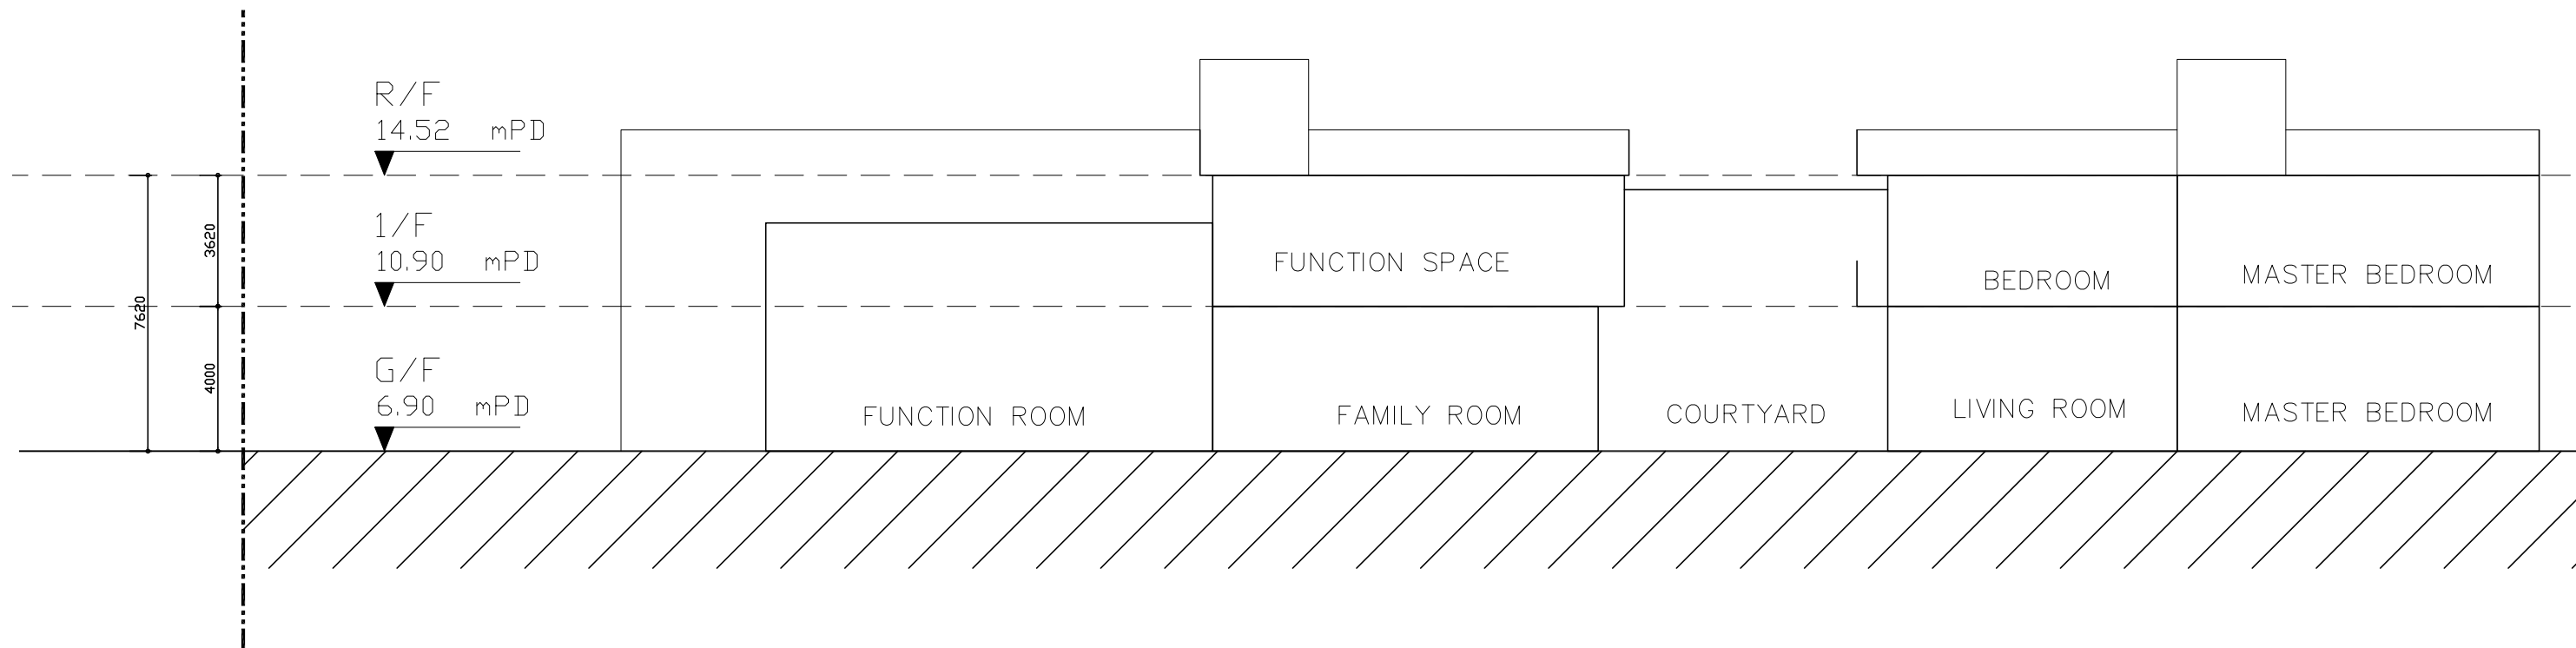 R/F
14.52 mPD
1/F
10.90 mPD
G/F
6.90 mPD
3620
7620
4000
FUNCTION SPACE
BEDROOM
MASTER BEDROOM
FUNCTION ROOM
FAMILY ROOM
COURTYARD
LIVING ROOM
MASTER BEDROOM